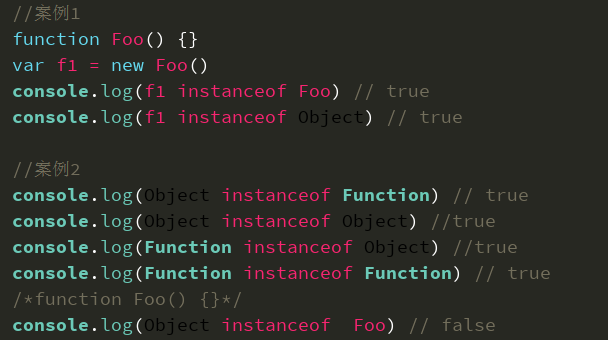 //案例1
function Foo() {}
var f1 = new Foo()
console.log(f1 instanceof Foo) // true
console.log(f1 instanceof Object) // true
//案例2
console.log(Object instanceof Function) // true
console.log(Object instanceof Object) //true
console.log(Function instanceof Object) //true
console.log(Function instanceof Function) // true
/*function Foo() {}*/
console.log(Object instanceof  Foo) // false